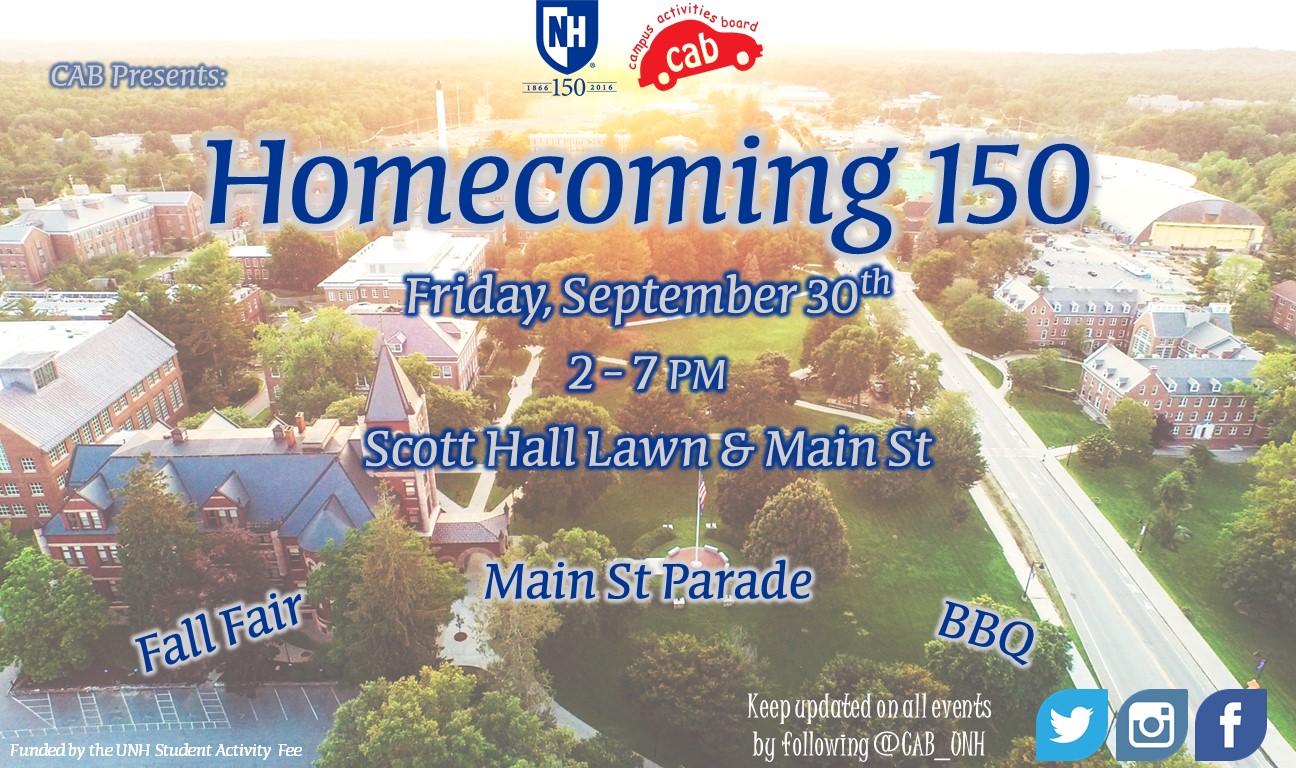 NH
1866 150 2016
campus activities board
cab
CAB Presents:
Homecoming 150
Friday, September 30th
2 - 7 PM
Scott Hall Lawn & Main St
Main St Parade
Fall Fair
BBQ
Keep updated on all events
by following @CAB_UNH
Funded by the UNH Student Activity Fee